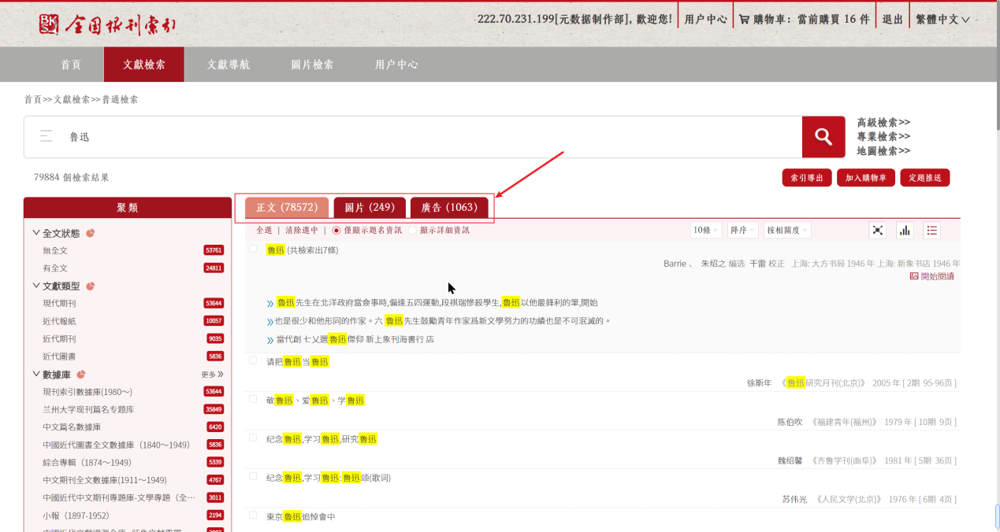 全国报刊索引
222.70.231.199[元数据制作部], 歡迎您! 用户中心 購物車: 當前購買 16 件 退出 繁體中文
首頁 文獻檢索 文獻導航 圖片檢索 用户中心
首頁>>文獻檢索>>普通檢索
魯迅
高級檢索>>
專業檢索>>
地圖檢索>>
79884 個檢索結果
索引導出 加入購物車 定題推送
聚類
全文狀態
無全文 53761
有全文 24811
文獻類型
現代期刊 53644
近代報紙 10057
近代期刊 9035
近代圖書 5836
數據庫 更多
現刊索引數據庫(1980～) 53644
兰州大学现刊篇名专题库 35849
中文篇名數據庫 6420
中國近代圖書全文數據庫（1840～1949） 5836
綜合專輯（1874～1949） 5339
中文期刊全文數據庫(1911～1949) 4767
中國近代中文期刊專題庫-文學專題（全… 3011
小報（1897-1952） 2194
正文 (78572) 圖片 (249) 廣告 (1063)
全選 | 清除選中 | 僅顯示題名資訊 顯示詳細資訊
10條 降序 按相關度
魯迅 (共檢索出7條)
Barrie 、 朱绍之 编选 干雷 校正 上海: 大方书局 1946 年 上海: 新象书店 1946 年
開始閱讀
魯迅先生在北洋政府當僉事時,偏逢五四運動,段祺瑞慘殺學生,魯迅以他最鋒利的筆,開始
也是很少和他形同的作家。六 魯迅先生鼓勵青年作家爲新文學努力的功績也是不可泯滅的。
當代創 七乂選魯迅傑仰 新上象刊海書行 店
请把鲁迅当鲁迅
徐斯年 《鲁迅研究月刊(北京)》 2005 年 [ 2期 95-96页 ]
敬鲁迅、爱鲁迅、学鲁迅
陈伯吹 《福建青年(福州)》 1979 年 [ 10期 9页 ]
纪念鲁迅,学习鲁迅,研究鲁迅
魏绍馨 《齐鲁学刊(曲阜)》 1981 年 [ 5期 36页 ]
纪念鲁迅,学习鲁迅:鲁迅颂(歌词)
苏伟光 《人民文学(北京)》 1976 年 [ 6期 4页 ]
東京魯迅追悼會中